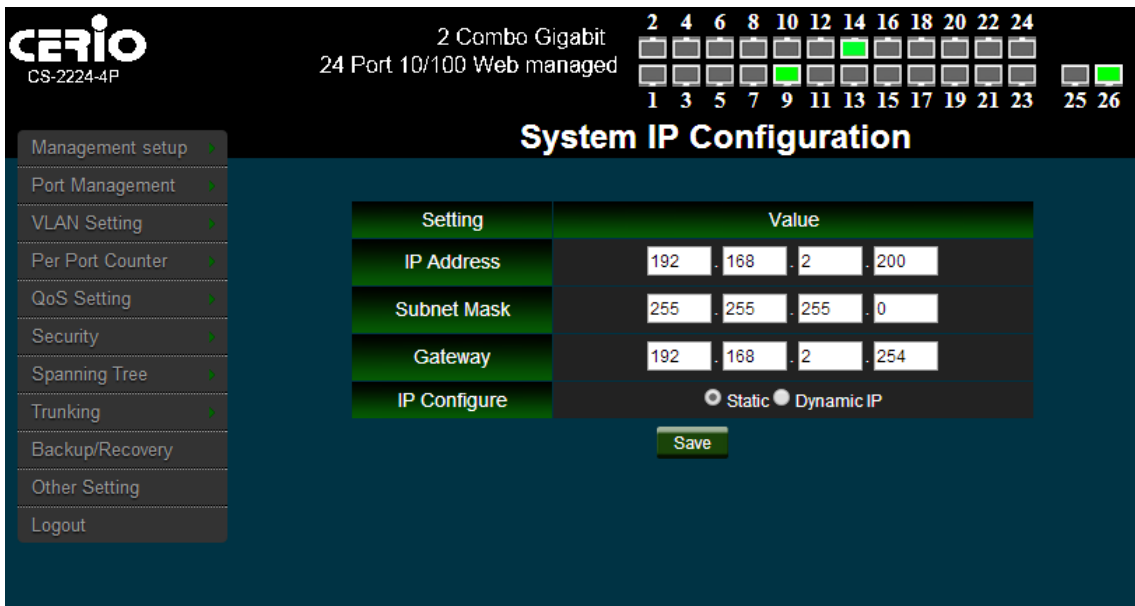 CERIO
CS-2224-4P
2 Combo Gigabit
24 Port 10/100 Web managed
2 4 6 8 10 12 14 16 18 20 22 24
1 3 5 7 9 11 13 15 17 19 21 23 25 26
System IP Configuration
Management setup
Port Management
VLAN Setting
Per Port Counter
QoS Setting
Security
Spanning Tree
Trunking
Backup/Recovery
Other Setting
Logout
Setting Value
IP Address 192 . 168 . 2 . 200
Subnet Mask 255 . 255 . 255 . 0
Gateway 192 . 168 . 2 . 254
IP Configure Static Dynamic IP
Save